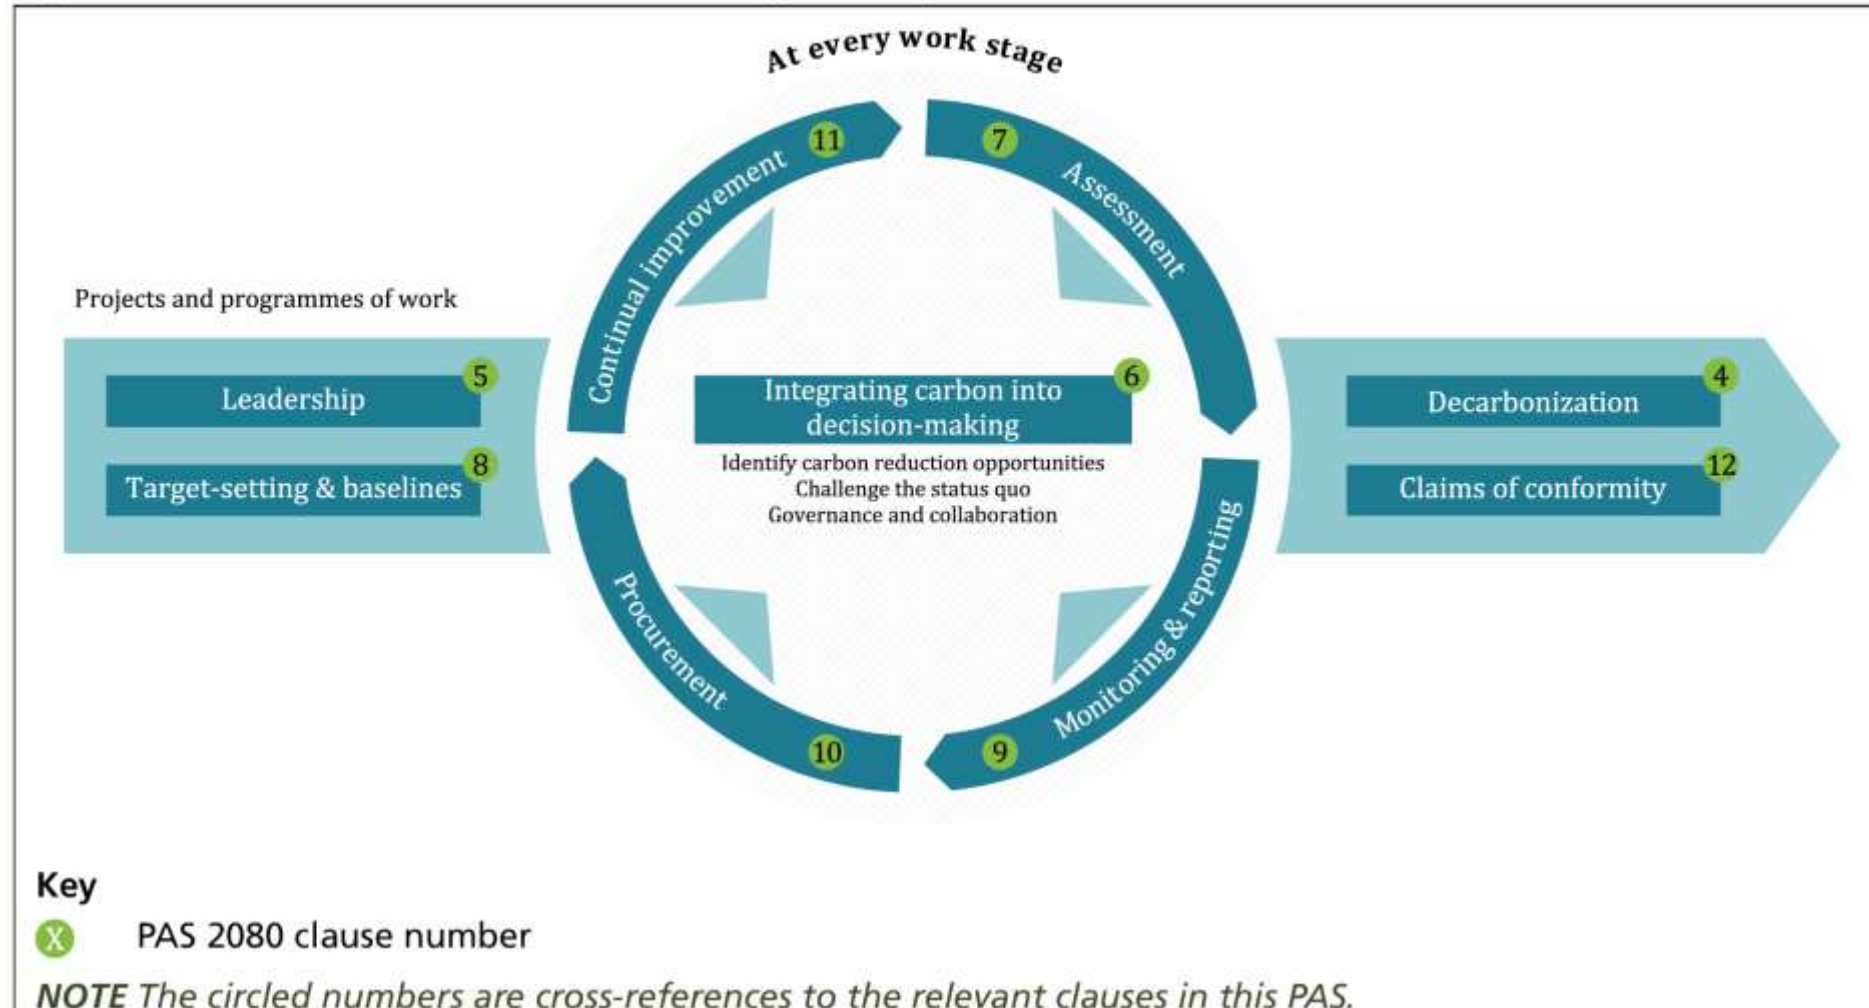 At every work stage
11
7
Continual improvement
Assessment
Projects and programmes of work
5
Leadership
8
Target-setting & baselines
6
Integrating carbon into
decision-making
Identify carbon reduction opportunities
Challenge the status quo
Governance and collaboration
4
Decarbonization
12
Claims of conformity
Procurement
Monitoring & reporting
10
9
Key
X PAS 2080 clause number
NOTE The circled numbers are cross-references to the relevant clauses in this PAS.